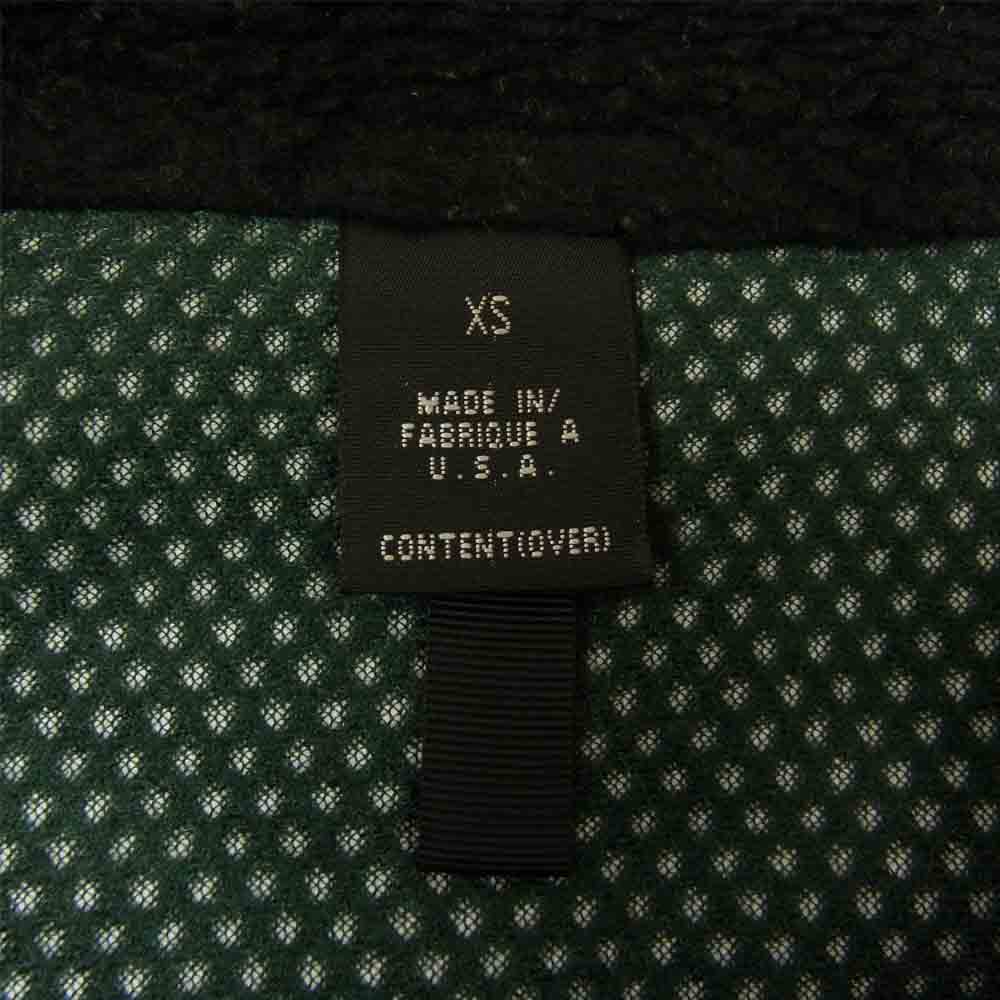 XS
MADE IN/
FABRIQUE A
U.S.A.
CONTENT(OVER)